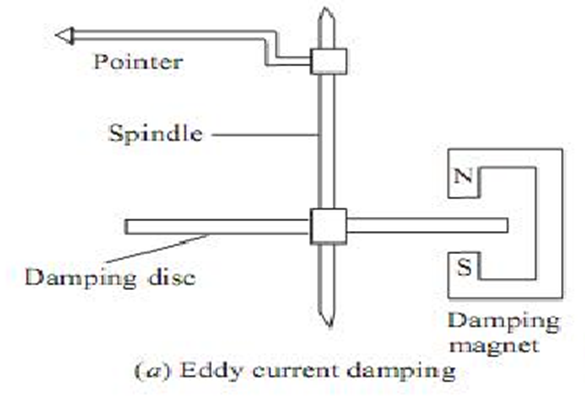 Pointer
Spindle
N
S
Damping disc
Damping
magnet
(a) Eddy current damping